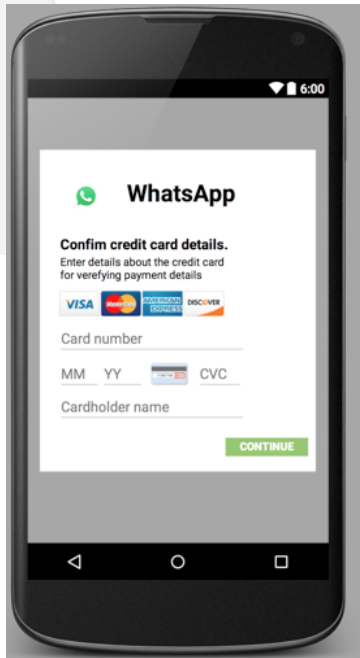 6:00
WhatsApp
Confim credit card details.
Enter details about the credit card
for verefying payment details
VISA MasterCard AMERICAN EXPRESS DISCOVER
Card number
MM YY CVC
Cardholder name
CONTINUE